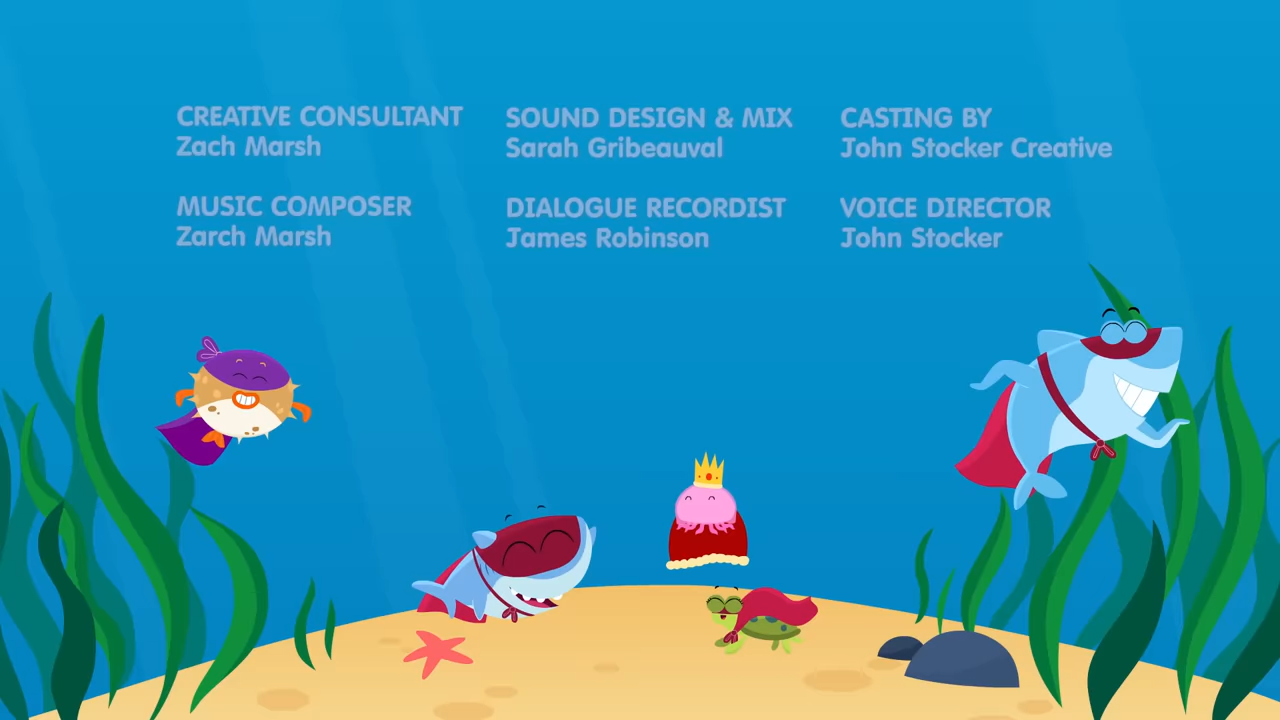 CREATIVE CONSULTANT
Zach Marsh
SOUND DESIGN & MIX
Sarah Gribeauval
CASTING BY
John Stocker Creative
MUSIC COMPOSER
Zarch Marsh
DIALOGUE RECORDIST
James Robinson
VOICE DIRECTOR
John Stocker